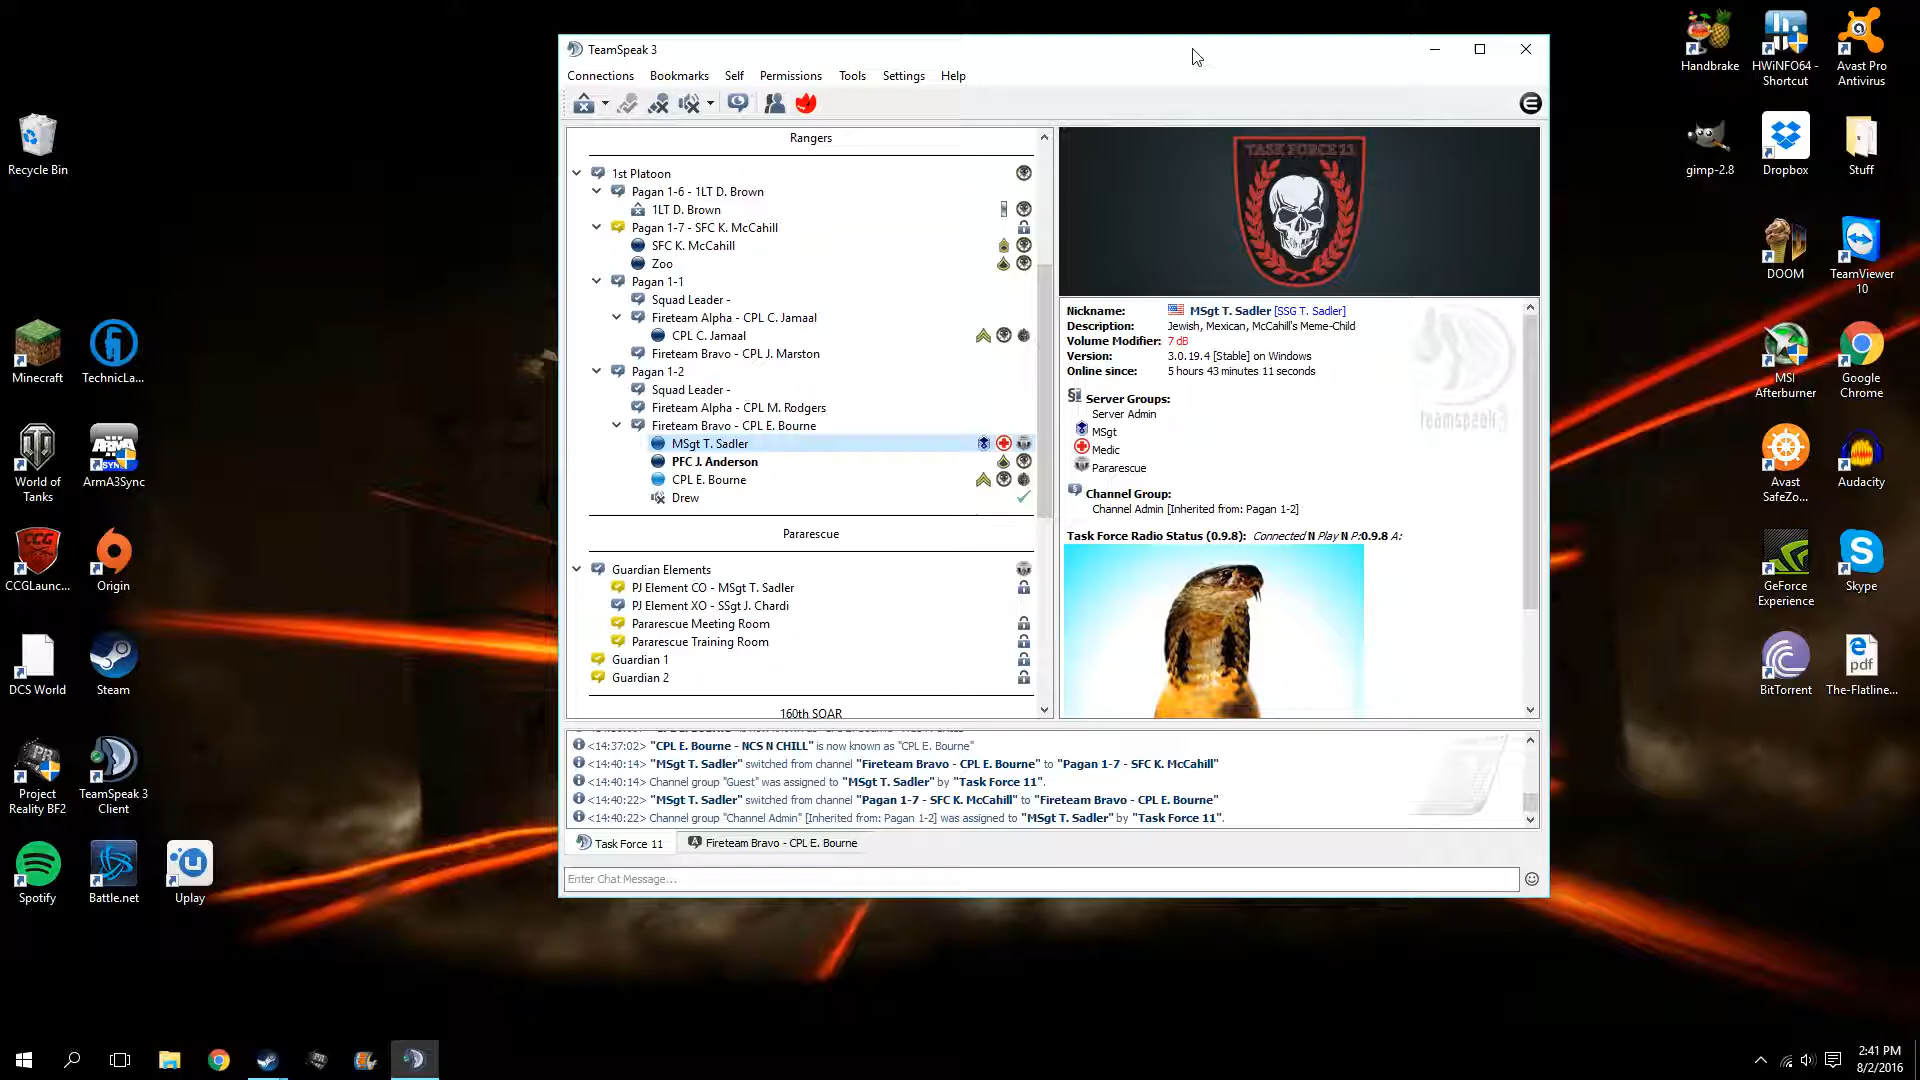 TeamSpeak 3
Connections Bookmarks Self Permissions Tools Settings Help
Rangers
1st Platoon
Pagan 1-6 - 1LT D. Brown
1LT D. Brown
Pagan 1-7 - SFC K. McCahill
SFC K. McCahill
Zoo
Pagan 1-1
Squad Leader -
Fireteam Alpha - CPL C. Jamaal
CPL C. Jamaal
Fireteam Bravo - CPL J. Marston
Pagan 1-2
Squad Leader -
Fireteam Alpha - CPL M. Rodgers
Fireteam Bravo - CPL E. Bourne
MSgt T. Sadler
PFC J. Anderson
CPL E. Bourne
Drew
Pararescue
Guardian Elements
PJ Element CO - MSgt T. Sadler
PJ Element XO - SSgt J. Chardi
Pararescue Meeting Room
Pararescue Training Room
Guardian 1
Guardian 2
160th SOAR
TASK FORCE 11
Nickname: MSgt T. Sadler [SSG T. Sadler]
Description: Jewish, Mexican, McCahill's Meme-Child
Volume Modifier: 7 dB
Version: 3.0.19.4 [Stable] on Windows
Online since: 5 hours 43 minutes 11 seconds
Server Groups:
Server Admin
MSgt
Medic
Pararescue
Channel Group:
Channel Admin [Inherited from: Pagan 1-2]
Task Force Radio Status (0.9.8): Connected N Play N P:0.9.8 A:
teamspeak3
<14:37:02> "CPL E. Bourne - NCS N CHILL" is now known as "CPL E. Bourne"
<14:40:14> "MSgt T. Sadler" switched from channel "Fireteam Bravo - CPL E. Bourne" to "Pagan 1-7 - SFC K. McCahill"
<14:40:14> Channel group "Guest" was assigned to "MSgt T. Sadler" by "Task Force 11".
<14:40:22> "MSgt T. Sadler" switched from channel "Pagan 1-7 - SFC K. McCahill" to "Fireteam Bravo - CPL E. Bourne"
<14:40:22> Channel group "Channel Admin" [Inherited from: Pagan 1-2] was assigned to "MSgt T. Sadler" by "Task Force 11".
Task Force 11
Fireteam Bravo - CPL E. Bourne
Enter Chat Message...
Recycle Bin
Minecraft
TechnicLa...
World of
Tanks
ArmA3Sync
CCGLaunc...
Origin
DCS World
Steam
Project
Reality BF2
TeamSpeak 3
Client
Spotify
Battle.net
Uplay
Handbrake
HWiNFO64 -
Shortcut
Avast Pro
Antivirus
gimp-2.8
Dropbox
Stuff
DOOM
TeamViewer
10
MSI
Afterburner
Google
Chrome
Avast
SafeZo...
Audacity
GeForce
Experience
Skype
BitTorrent
pdf
The-Flatline...
2:41 PM
8/2/2016